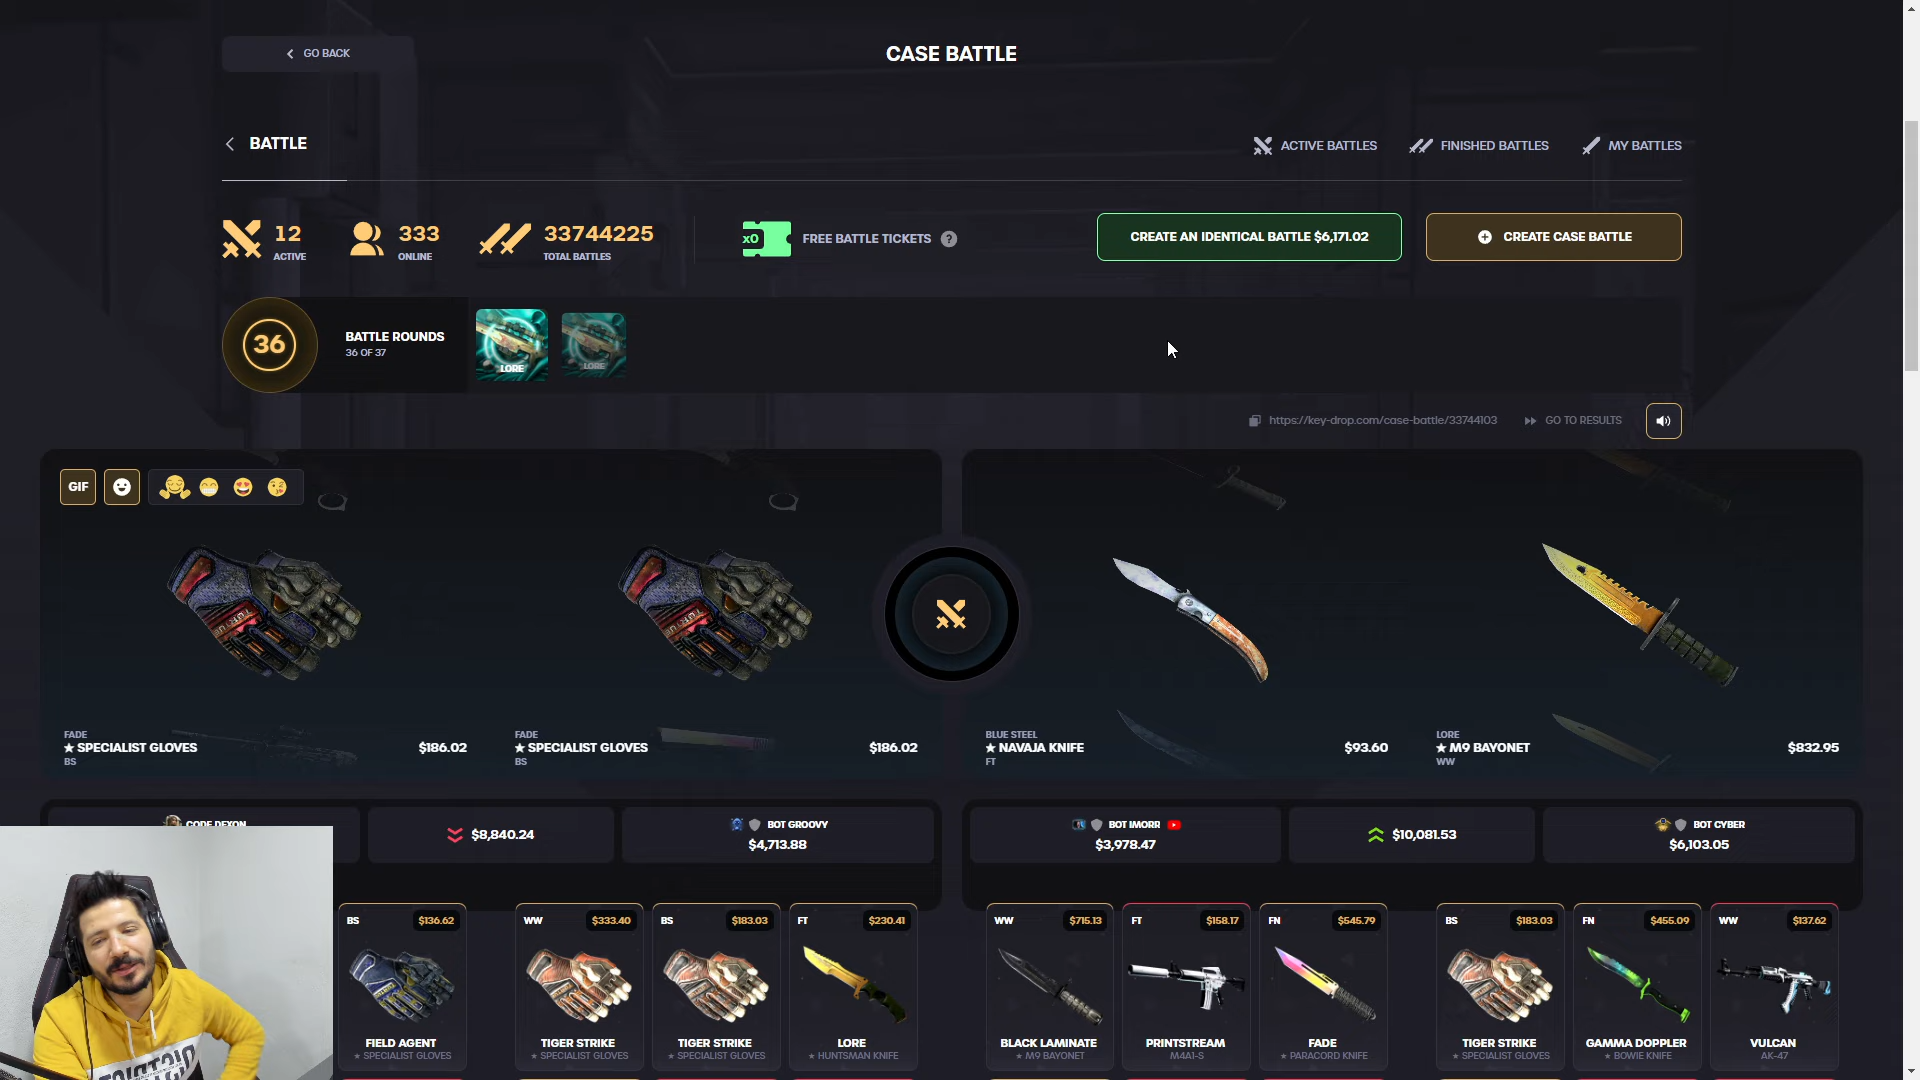 GO BACK
CASE BATTLE
BATTLE
ACTIVE BATTLES
FINISHED BATTLES
MY BATTLES
12
ACTIVE
333
ONLINE
33744225
TOTAL BATTLES
x0
FREE BATTLE TICKETS ?
CREATE AN IDENTICAL BATTLE $6,171.02
CREATE CASE BATTLE
36
BATTLE ROUNDS
36 OF 37
LORE
LORE
https://key-drop.com/case-battle/33744103
GO TO RESULTS
GIF
FADE
★ SPECIALIST GLOVES
BS
$186.02
FADE
★ SPECIALIST GLOVES
BS
$186.02
BLUE STEEL
★ NAVAJA KNIFE
FT
$93.60
LORE
★ M9 BAYONET
WW
$832.95
CODE DEXON
$8,840.24
BOT GROOVY
$4,713.88
BOT IMORR
$3,978.47
$10,081.53
BOT CYBER
$6,103.05
BS $136.62
FIELD AGENT
★ SPECIALIST GLOVES
WW $333.40
TIGER STRIKE
★ SPECIALIST GLOVES
BS $183.03
TIGER STRIKE
★ SPECIALIST GLOVES
FT $230.41
LORE
★ HUNTSMAN KNIFE
WW $715.13
BLACK LAMINATE
★ M9 BAYONET
FT $158.17
PRINTSTREAM
M4A1-S
FN $545.79
FADE
★ PARACORD KNIFE
BS $183.03
TIGER STRIKE
★ SPECIALIST GLOVES
FN $455.09
GAMMA DOPPLER
★ BOWIE KNIFE
WW $137.62
VULCAN
AK-47